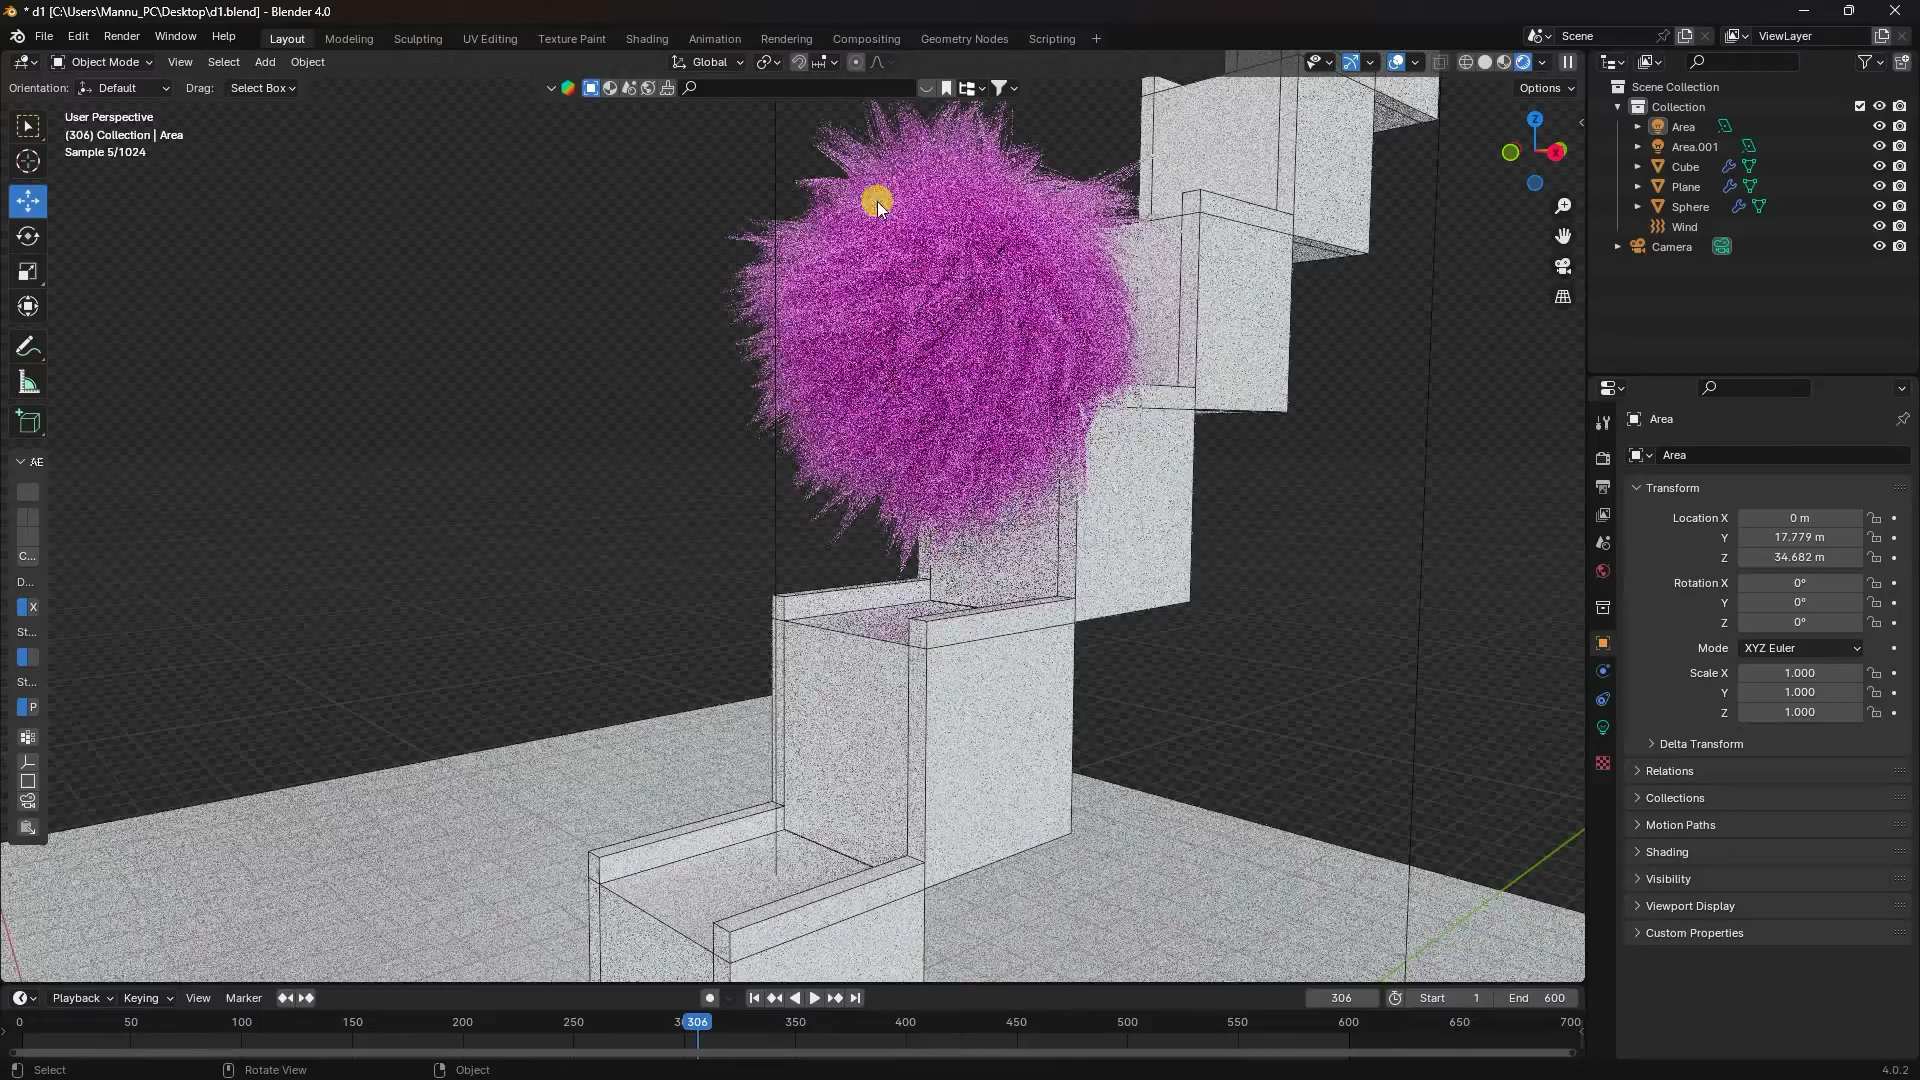 * d1 [C:\Users\Mannu_PC\Desktop\d1.blend] - Blender 4.0
File Edit Render Window Help
Layout Modeling Sculpting UV Editing Texture Paint Shading Animation Rendering Compositing Geometry Nodes Scripting +
Scene
ViewLayer
Object Mode View Select Add Object
Global
Orientation: Default Drag: Select Box
Options
User Perspective
(306) Collection | Area
Sample 5/1024
Z
X
AE
C...
D...
X
St...
St...
P
Scene Collection
Collection
Area
Area.001
Cube
Plane
Sphere
Wind
Camera
Area
Area
Transform
Location X 0 m
Y 17.779 m
Z 34.682 m
Rotation X 0°
Y 0°
Z 0°
Mode XYZ Euler
Scale X 1.000
Y 1.000
Z 1.000
Delta Transform
Relations
Collections
Motion Paths
Shading
Visibility
Viewport Display
Custom Properties
Playback Keying View Marker
306 Start 1 End 600
0 50 100 150 200 250 306 350 400 450 500 550 600 650 700
Select Rotate View Object
4.0.2